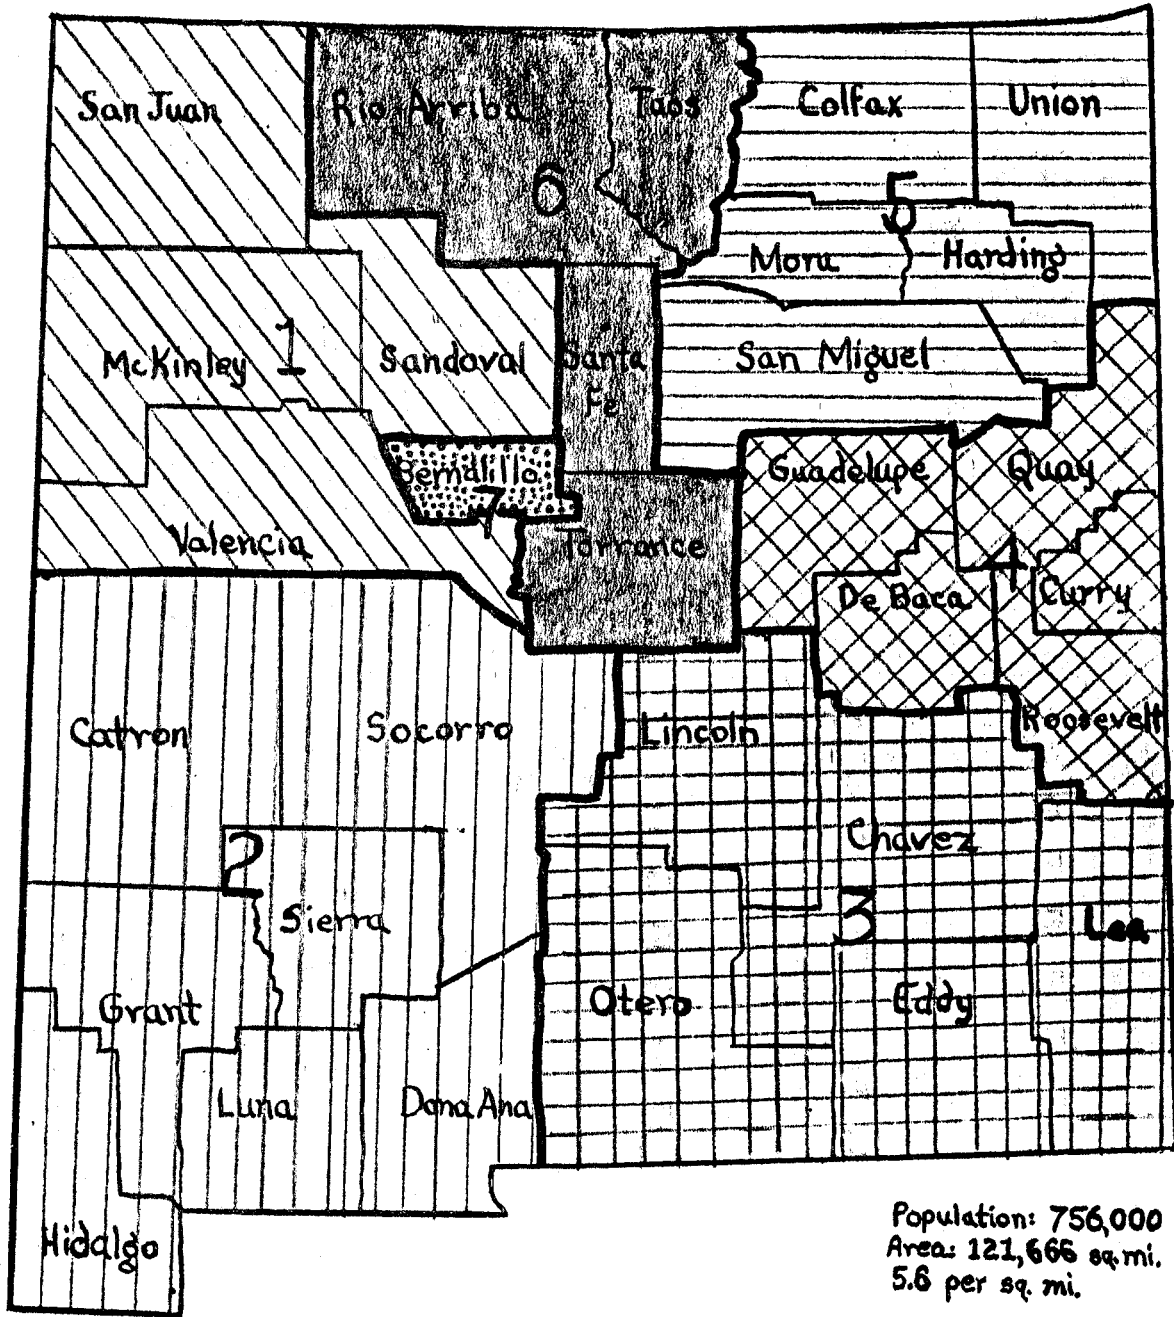 San Juan
Rio Arriba
Taos
Colfax
Union
6
5
Mora
Harding
McKinley
1
Sandoval
Santa
Fe
San Miguel
Bernalillo
7
Guadelupe
Quay
Valencia
Torrance
4
De Baca
Curry
Catron
Socorro
Lincoln
Roosevelt
2
Chavez
Sierra
3
Lea
Grant
Otero
Eddy
Luna
Dona Ana
Hidalgo
Population: 756,000
Area: 121,666 sq. mi.
5.6 per sq. mi.